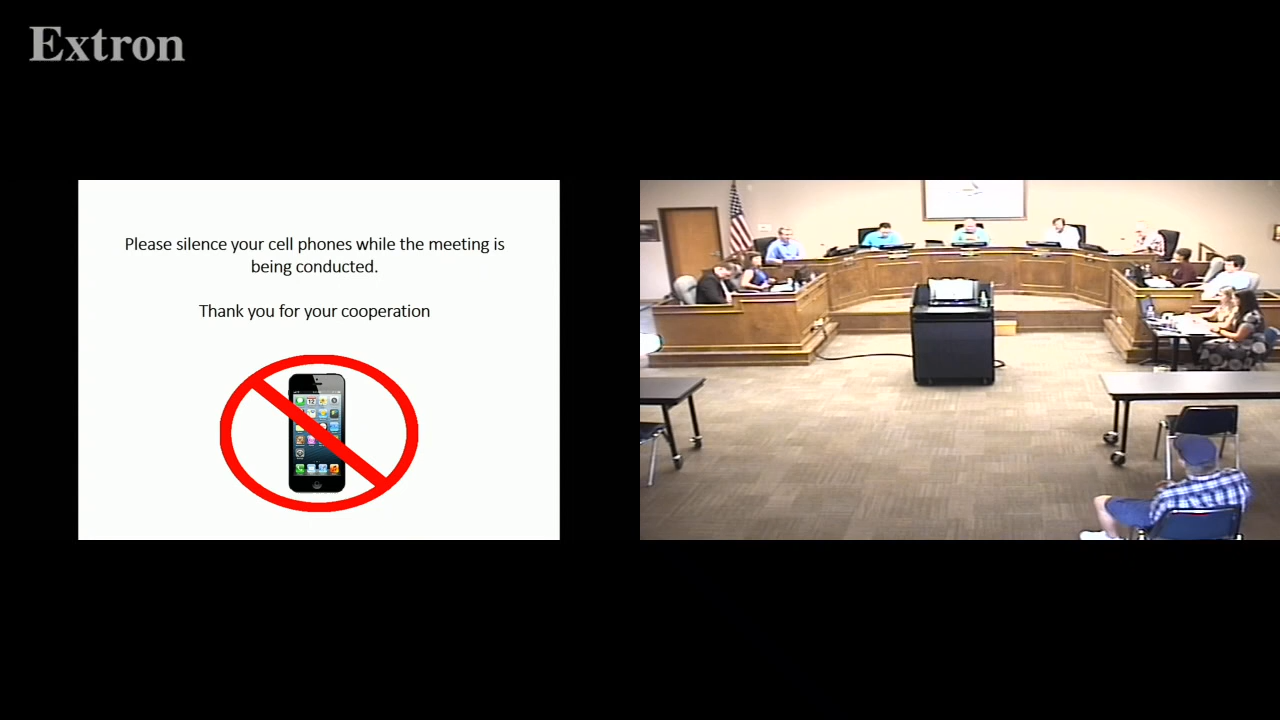 Extron
Please silence your cell phones while the meeting is
being conducted.
Thank you for your cooperation